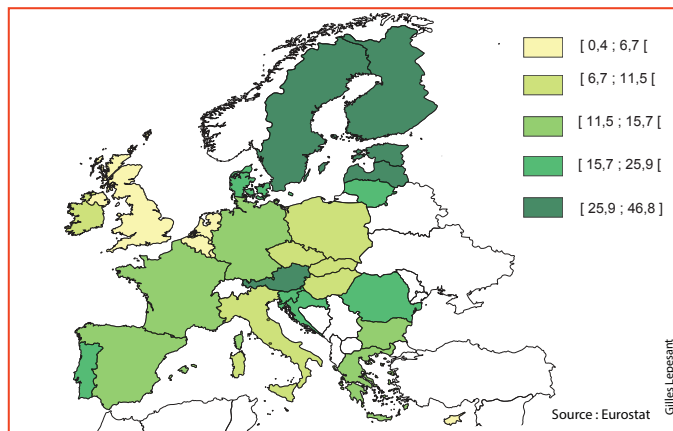 [ 0,4 ; 6,7 [
[ 6,7 ; 11,5 [
[ 11,5 ; 15,7 [
[ 15,7 ; 25,9 [
[ 25,9 ; 46,8 ]
Source : Eurostat
Gilles Lepesant